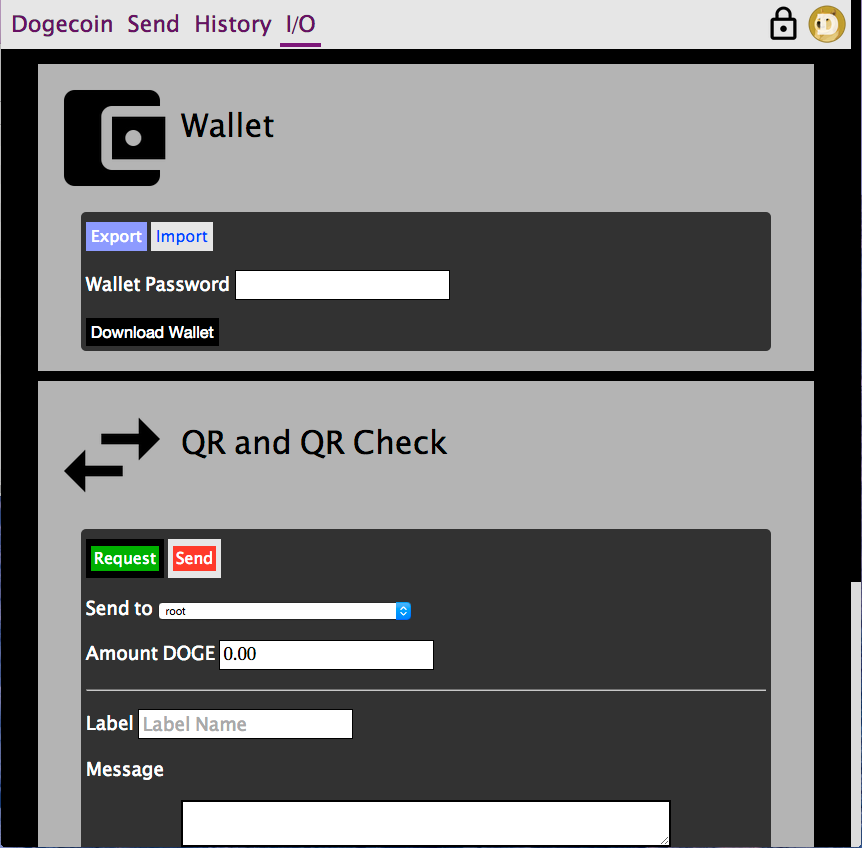 Dogecoin Send History I/O
Wallet
Export Import
Wallet Password
Download Wallet
QR and QR Check
Request Send
Send to root
Amount DOGE 0.00
Label Label Name
Message